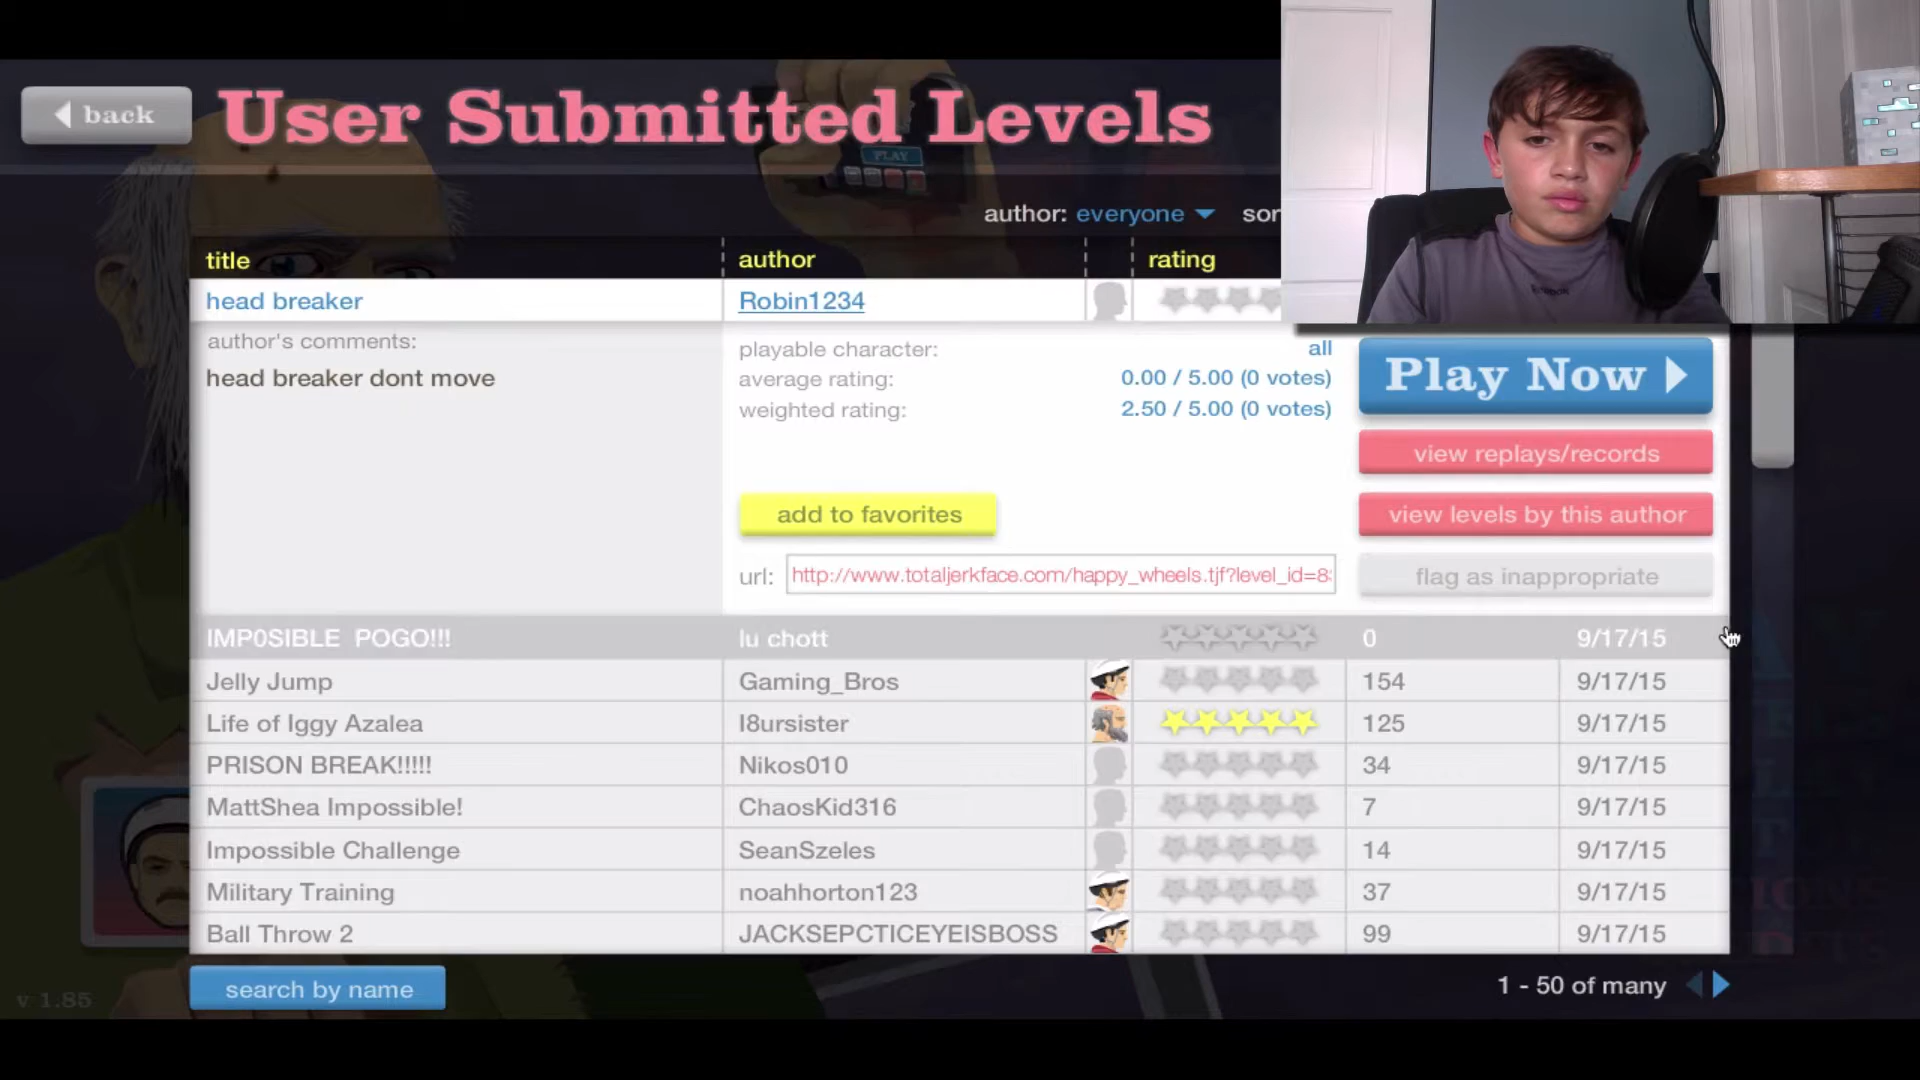 back
User Submitted Levels
PLAY
author: everyone
sor
title author rating
head breaker Robin1234
author's comments:
head breaker dont move
playable character: all
average rating: 0.00 / 5.00 (0 votes)
weighted rating: 2.50 / 5.00 (0 votes)
Play Now
view replays/records
add to favorites
view levels by this author
url: http://www.totaljerkface.com/happy_wheels.tjf?level_id=8
flag as inappropriate
IMP0SIBLE POGO!!! lu chott 0 9/17/15
Jelly Jump Gaming_Bros 154 9/17/15
Life of Iggy Azalea I8ursister 125 9/17/15
PRISON BREAK!!!!! Nikos010 34 9/17/15
MattShea Impossible! ChaosKid316 7 9/17/15
Impossible Challenge SeanSzeles 14 9/17/15
Military Training noahhorton123 37 9/17/15
Ball Throw 2 JACKSEPCTICEYEISBOSS 99 9/17/15
v 1.85
search by name
1 - 50 of many